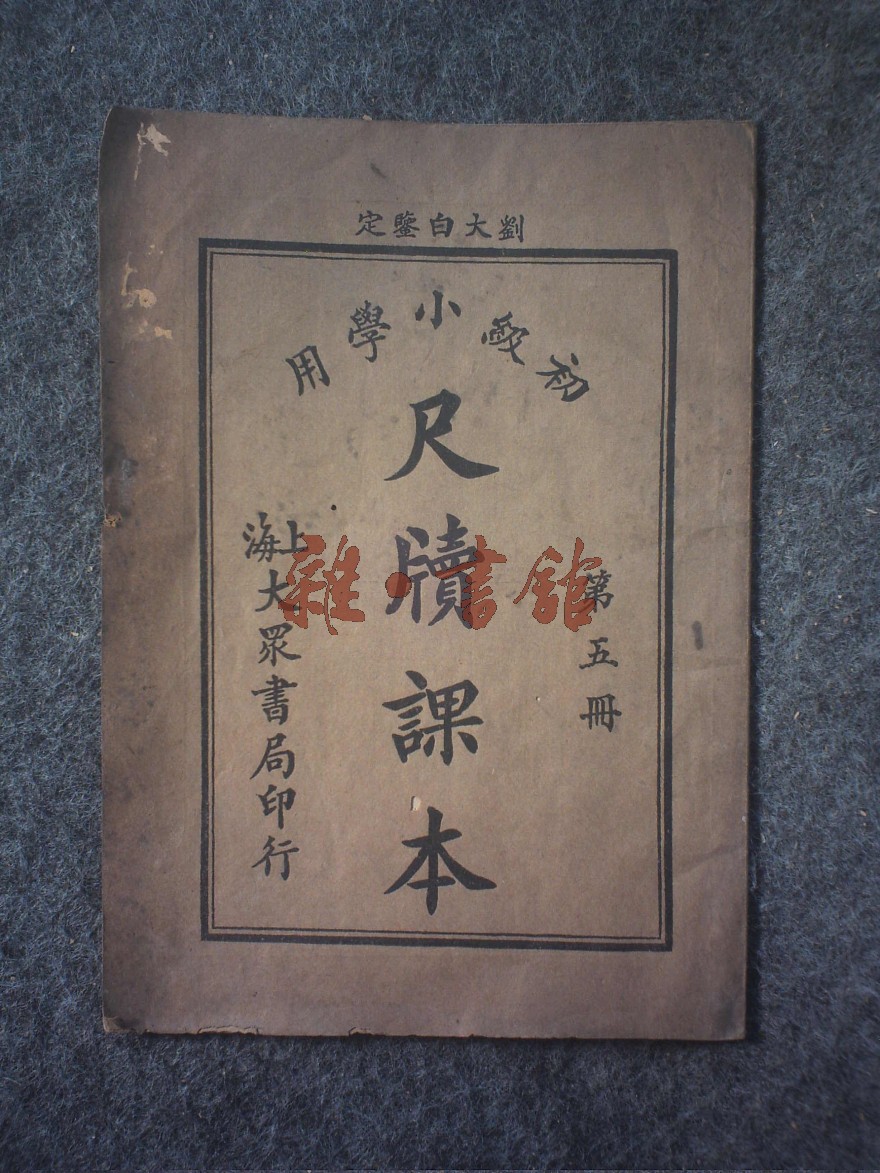 劉大白鑒定
初級小學用
尺牘課本
第五冊
上海大眾書局印行
雜·書館